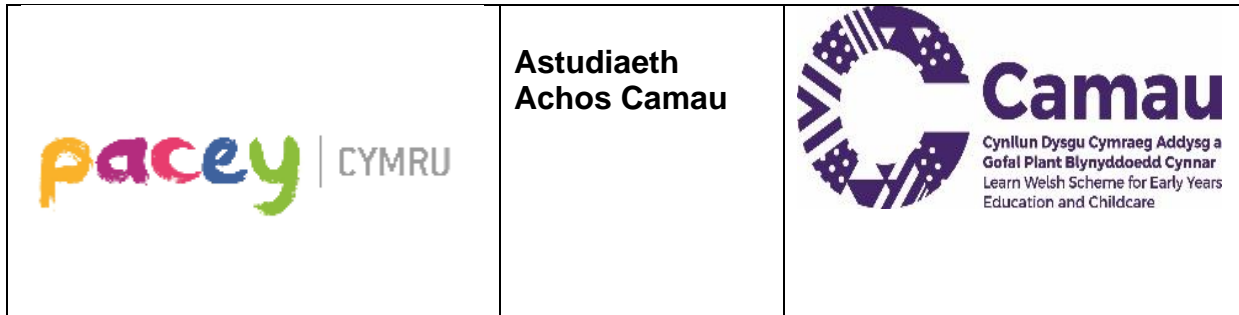 pacey | CYMRU
Astudiaeth
Achos Camau
Camau
Cynllun Dysgu Cymraeg Addysg a
Gofal Plant Blynyddoedd Cynnar
Learn Welsh Scheme for Early Years
Education and Childcare